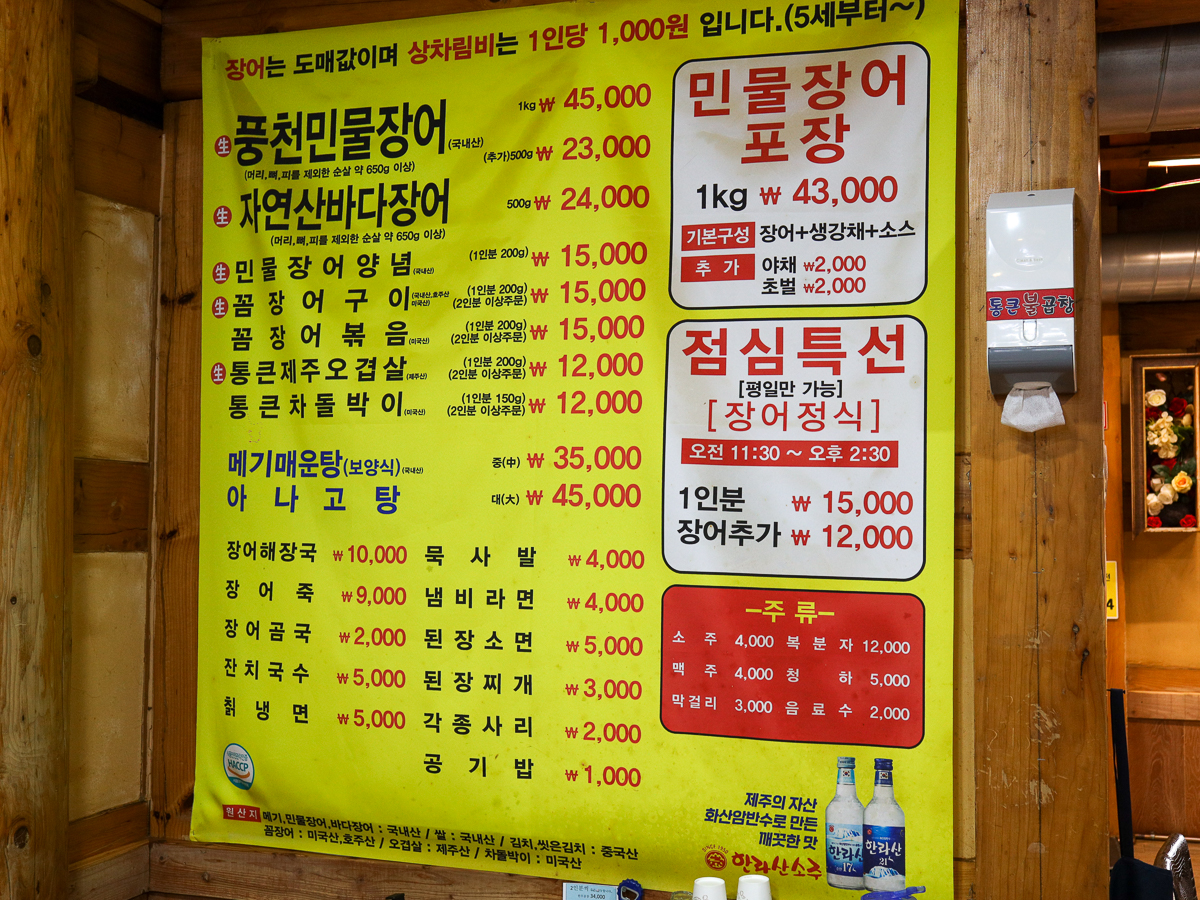 장어는 도매값이며 상차림비는 1인당 1,000원 입니다.(5세부터~)
生 풍천민물장어 (국내산) 1kg ₩ 45,000
(추가)500g ₩ 23,000
(머리,뼈,피를 제외한 순살 약 650g 이상)
生 자연산바다장어 500g ₩ 24,000
(머리,뼈,피를 제외한 순살 약 650g 이상)
生 민물장어양념 (국내산) (1인분 200g) ₩ 15,000
生 꼼장어구이 (국내산,호주산 미국산) (1인분 200g) (2인분 이상주문) ₩ 15,000
꼼장어볶음 (미국산) (1인분 200g) (2인분 이상주문) ₩ 15,000
生 통큰제주오겹살 (제주산) (1인분 200g) (2인분 이상주문) ₩ 12,000
통큰차돌박이 (미국산) (1인분 150g) (2인분 이상주문) ₩ 12,000
메기매운탕(보양식) (국내산) 중(中) ₩ 35,000
아나고탕 대(大) ₩ 45,000
장어해장국 ₩10,000 묵사발 ₩4,000
장어죽 ₩9,000 냄비라면 ₩4,000
장어곰국 ₩2,000 된장소면 ₩5,000
잔치국수 ₩5,000 된장찌개 ₩3,000
칡냉면 ₩5,000 각종사리 ₩2,000
공기밥 ₩1,000
HACCP
원산지 메기,민물장어,바다장어 : 국내산 / 쌀 : 국내산 / 김치,씻은김치 : 중국산
꼼장어 : 미국산,호주산 / 오겹살 : 제주산 / 차돌박이 : 미국산
민물장어
포장
1kg ₩ 43,000
기본구성 장어+생강채+소스
추가 야채 ₩2,000
초벌 ₩2,000
점심특선
[평일만 가능]
[장어정식]
오전 11:30 ~ 오후 2:30
1인분 ₩ 15,000
장어추가 ₩ 12,000
-주류-
소주 4,000 복분자 12,000
맥주 4,000 청하 5,000
막걸리 3,000 음료수 2,000
제주의 자산
화산암반수로 만든
깨끗한 맛
SINCE 1950
한라산소주
한라산 17
한라산 21
통큰불곱창
34,000
4